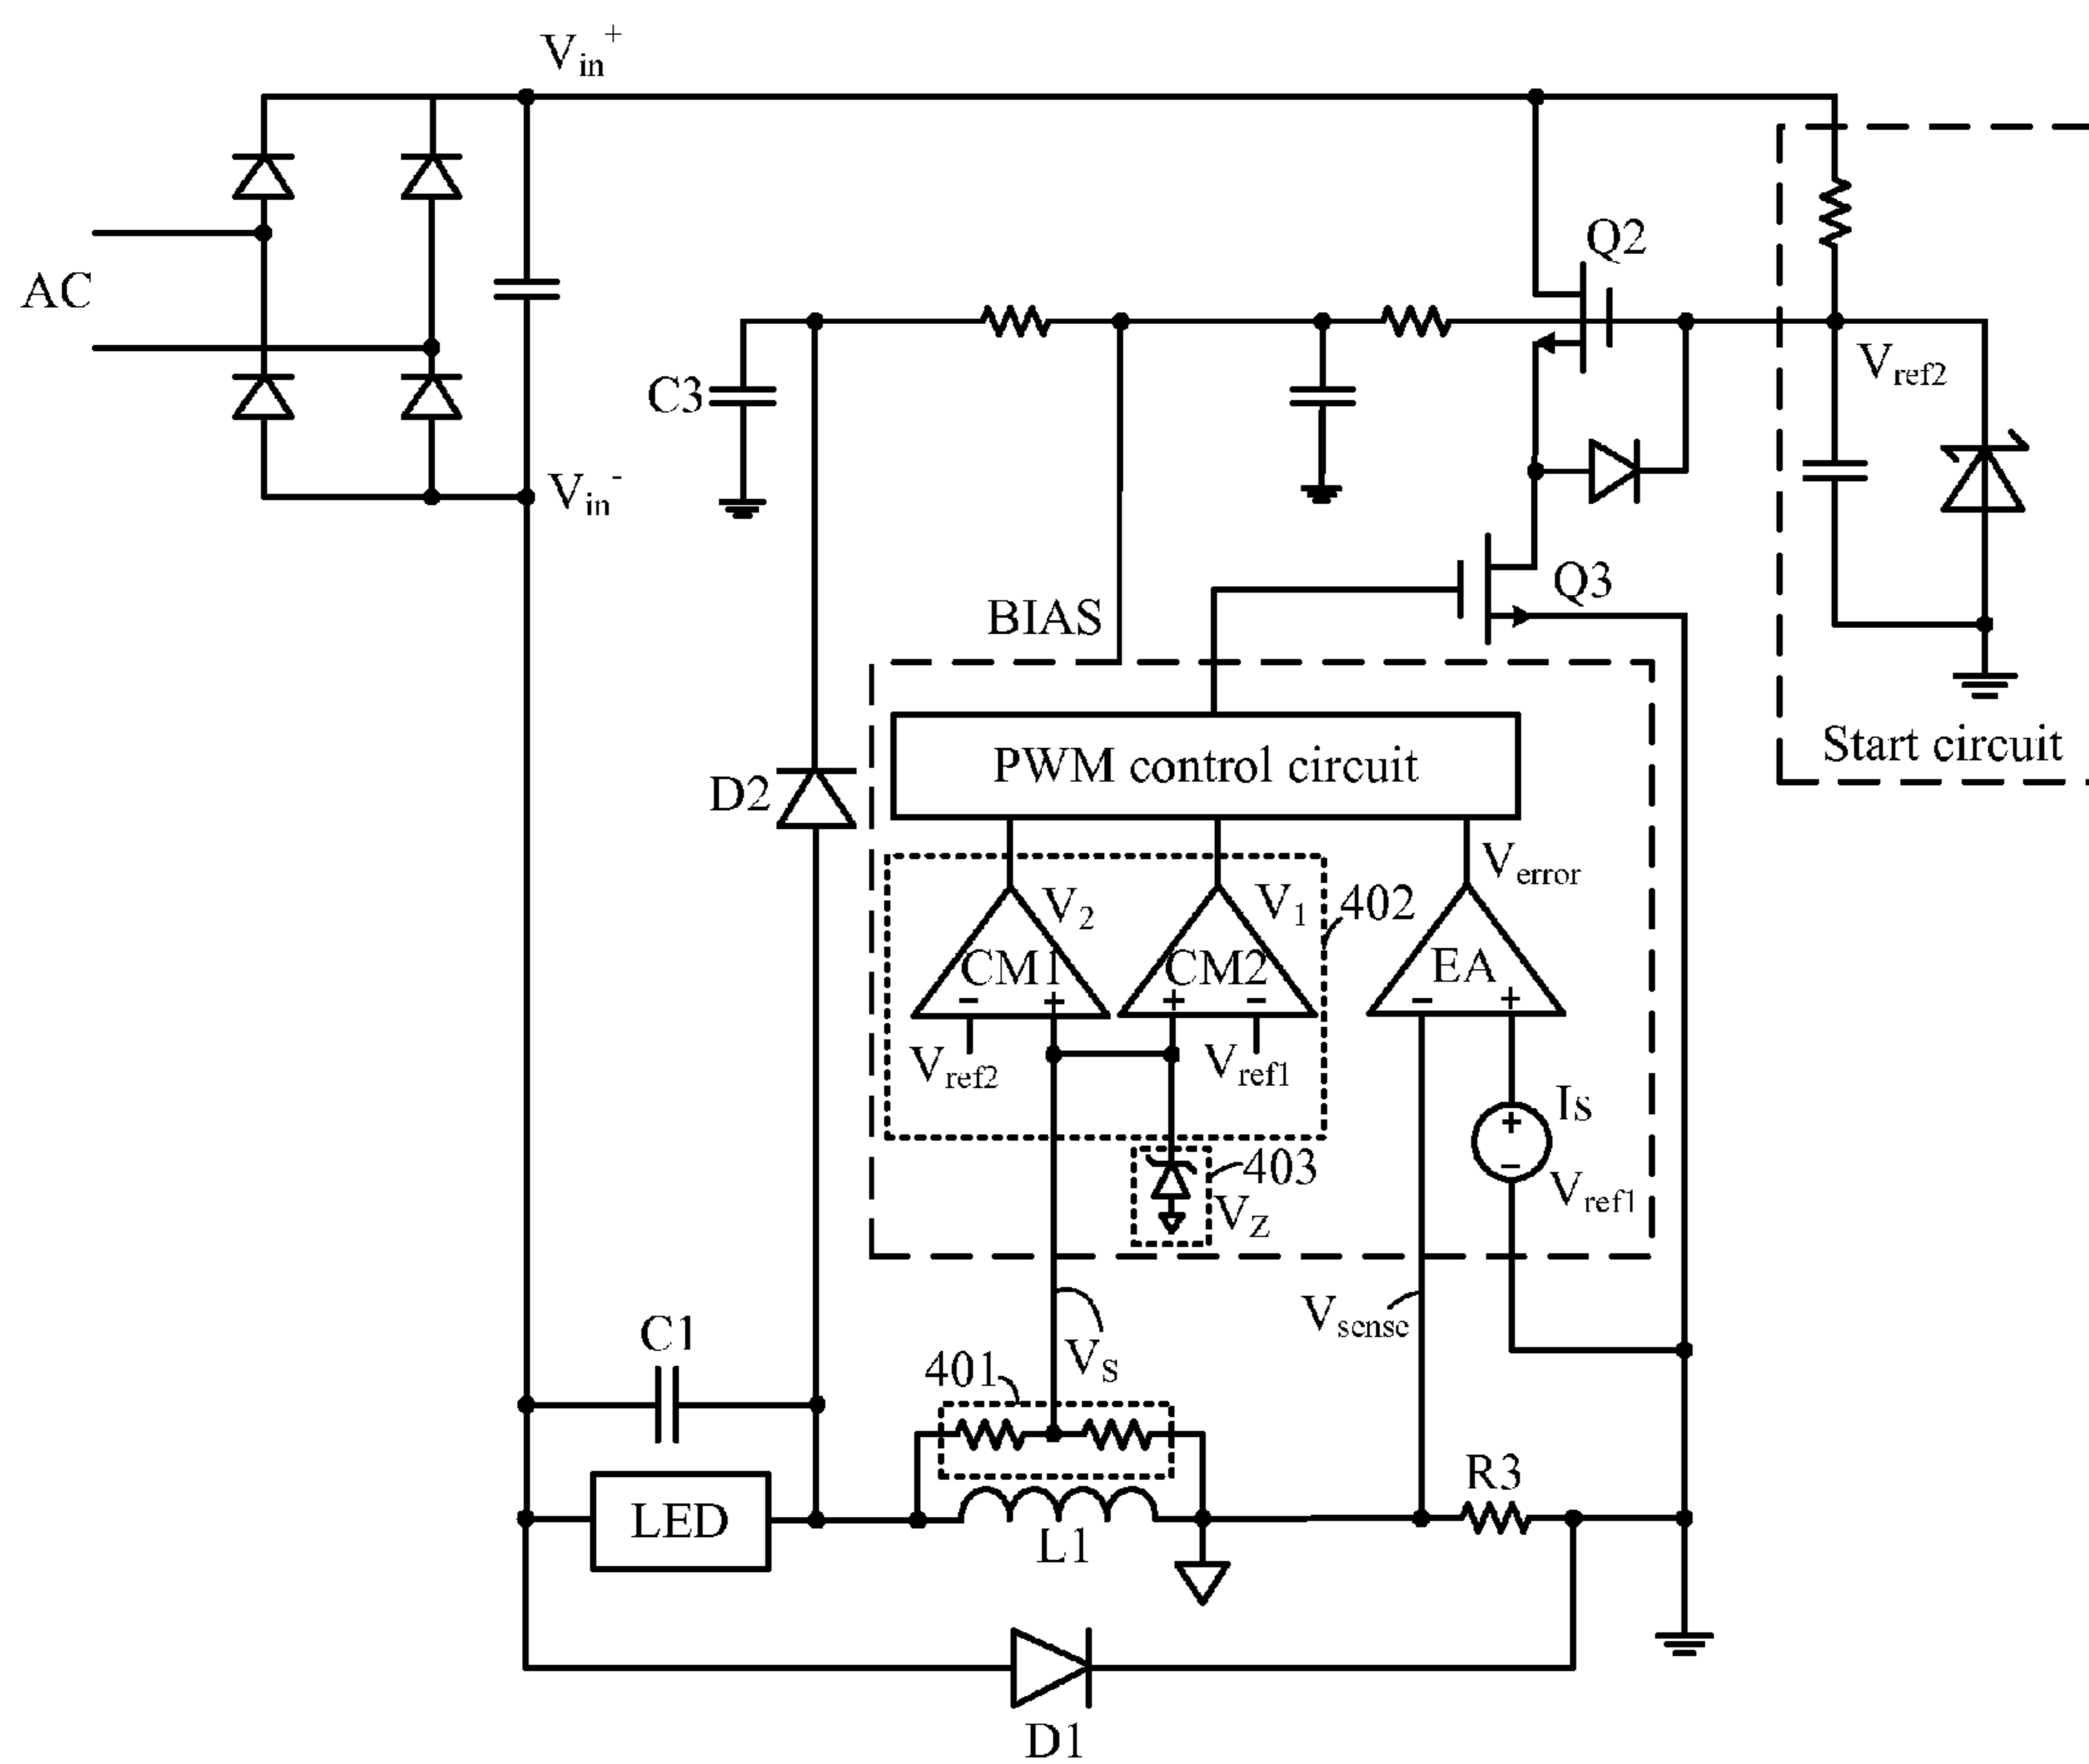 Vin+
Q2
AC
Vref2
C3
Vin-
Q3
BIAS
Start circuit
PWM control circuit
D2
Verror
V2
V1
402
CM1
CM2
EA
- +
+ -
- +
Vref2
Vref1
Is
+
-
403
Vref1
VZ
Vsense
C1
VS
401
R3
LED
L1
D1